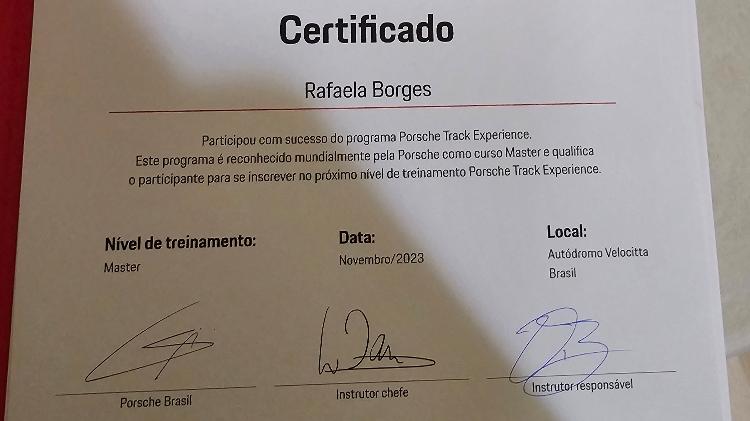 Certificado
Rafaela Borges
Participou com sucesso do programa Porsche Track Experience.
Este programa é reconhecido mundialmente pela Porsche como curso Master e qualifica
o participante para se inscrever no próximo nível de treinamento Porsche Track Experience.
Nível de treinamento:
Master
Data:
Novembro/2023
Local:
Autódromo Velocitta
Brasil
Porsche Brasil
Instrutor chefe
Instrutor responsável